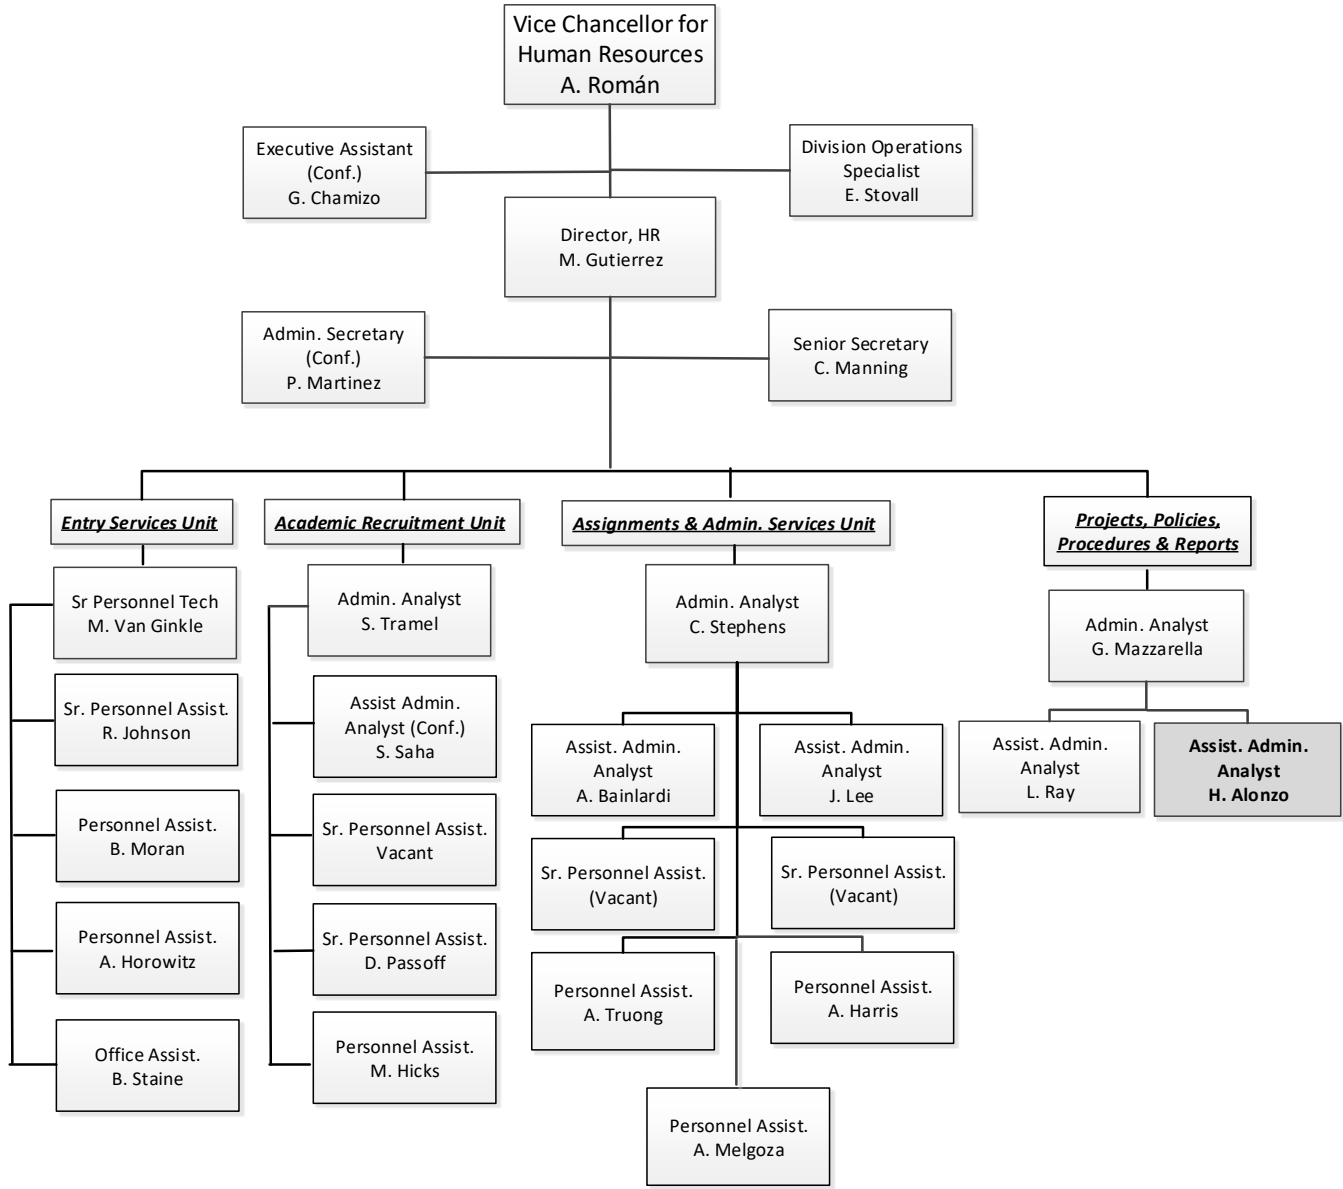 Vice Chancellor for
Human Resources
A. Román
Executive Assistant
(Conf.)
G. Chamizo
Division Operations
Specialist
E. Stovall
Director, HR
M. Gutierrez
Admin. Secretary
(Conf.)
P. Martinez
Senior Secretary
C. Manning
Entry Services Unit
Sr Personnel Tech
M. Van Ginkle
Sr. Personnel Assist.
R. Johnson
Personnel Assist.
B. Moran
Personnel Assist.
A. Horowitz
Office Assist.
B. Staine
Academic Recruitment Unit
Admin. Analyst
S. Tramel
Assist Admin.
Analyst (Conf.)
S. Saha
Sr. Personnel Assist.
Vacant
Sr. Personnel Assist.
D. Passoff
Personnel Assist.
M. Hicks
Assignments & Admin. Services Unit
Admin. Analyst
C. Stephens
Assist. Admin.
Analyst
A. Bainlardi
Assist. Admin.
Analyst
J. Lee
Sr. Personnel Assist.
(Vacant)
Sr. Personnel Assist.
(Vacant)
Personnel Assist.
A. Truong
Personnel Assist.
A. Harris
Personnel Assist.
A. Melgoza
Projects, Policies,
Procedures & Reports
Admin. Analyst
G. Mazzarella
Assist. Admin.
Analyst
L. Ray
Assist. Admin.
Analyst
H. Alonzo